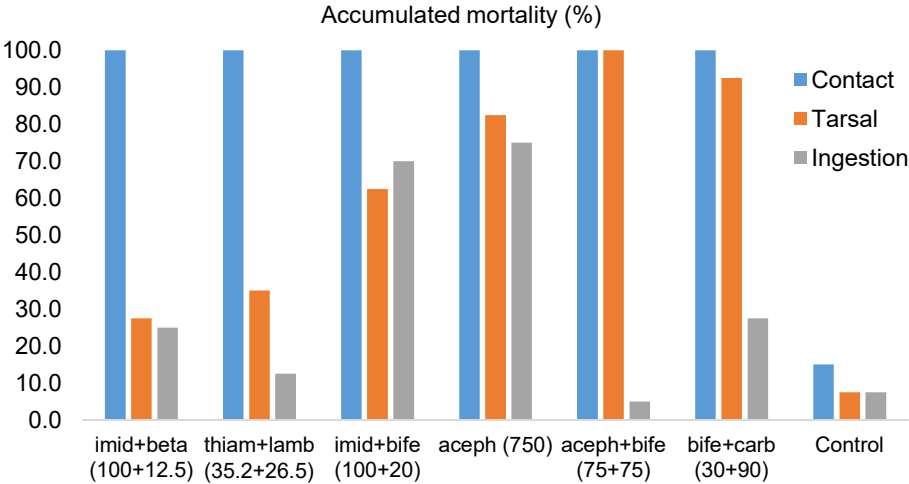 Accumulated mortality (%)
100.0
90.0
80.0
70.0
60.0
50.0
40.0
30.0
20.0
10.0
0.0
Contact
Tarsal
Ingestion
imid+beta
(100+12.5)
thiam+lamb
(35.2+26.5)
imid+bife
(100+20)
aceph (750)
aceph+bife
(75+75)
bife+carb
(30+90)
Control